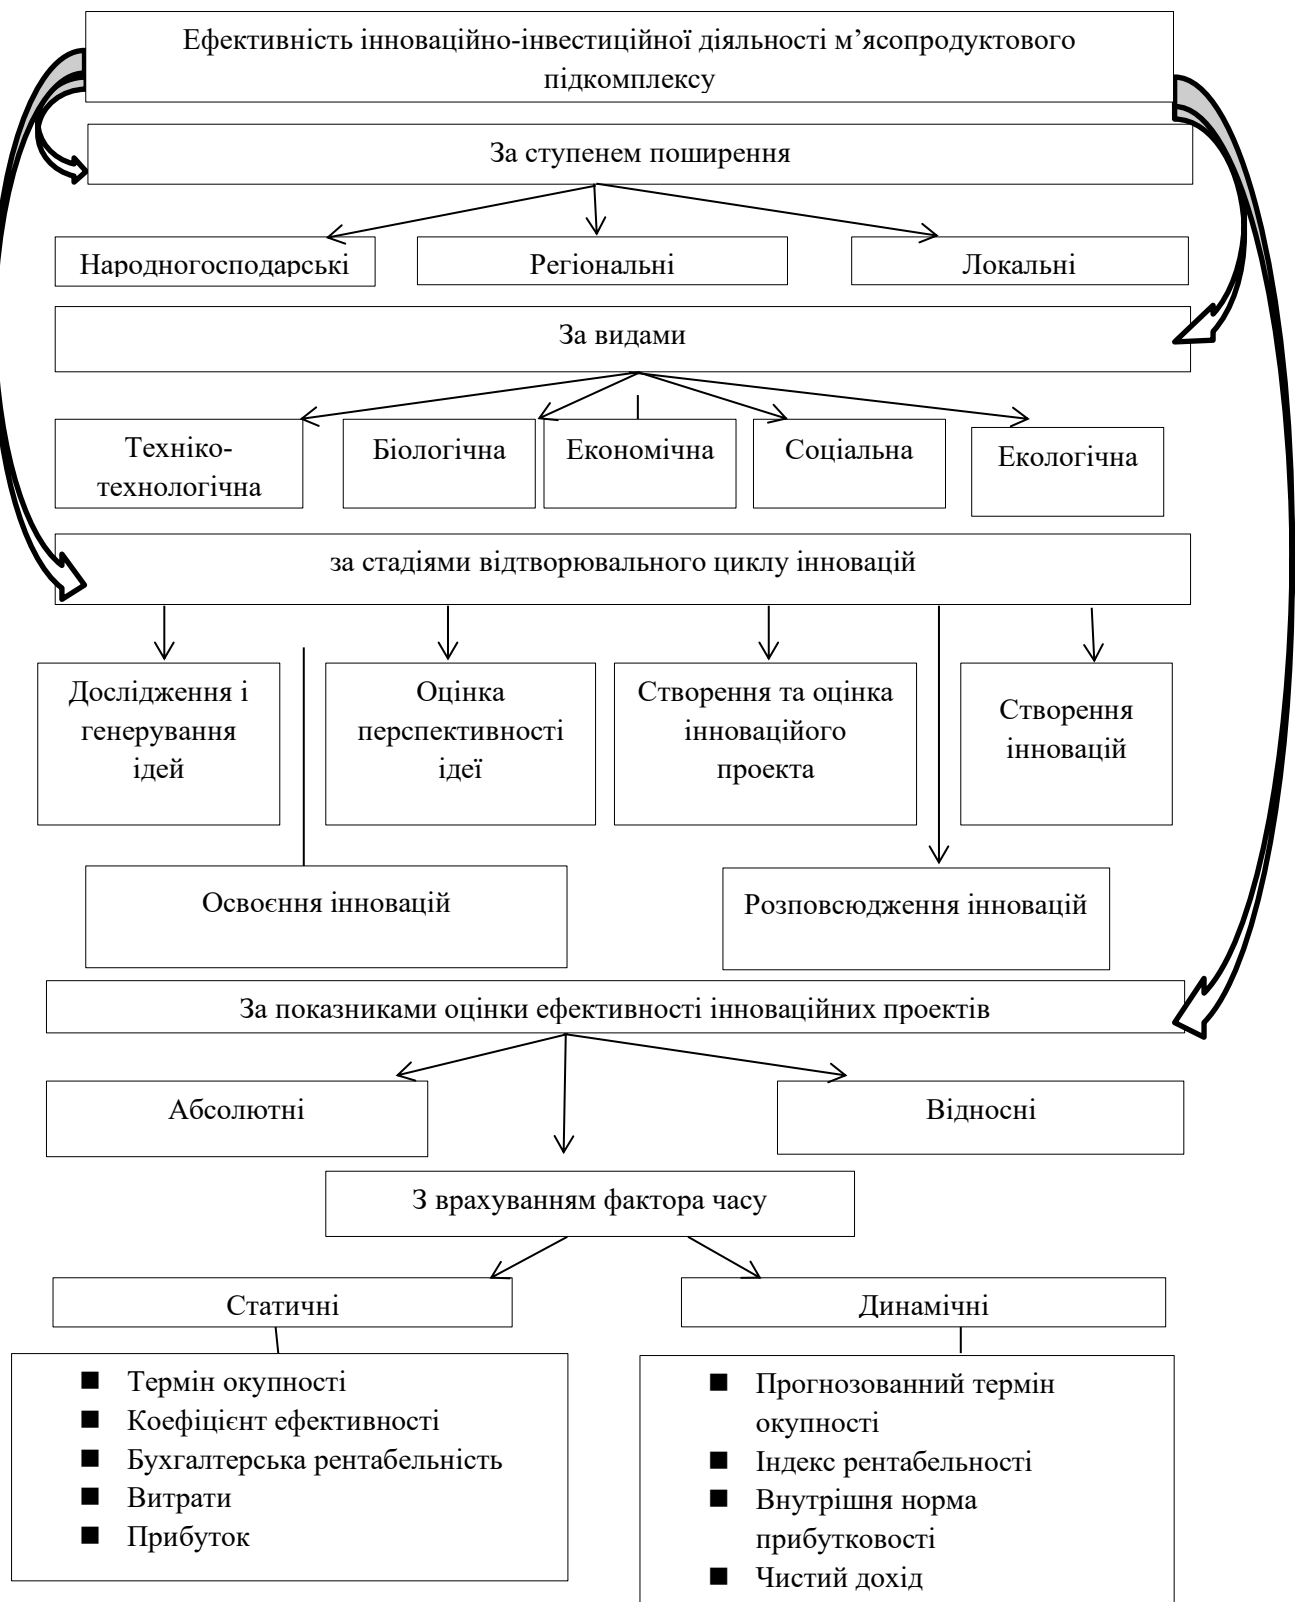 Ефективність інноваційно-інвестиційної діяльності м’ясопродуктового
підкомплексу
За ступенем поширення
Народногосподарські
Регіональні
Локальні
За видами
Техніко-
технологічна
Біологічна
Економічна
Соціальна
Екологічна
за стадіями відтворювального циклу інновацій
Дослідження і
генерування
ідей
Оцінка
перспективності
ідеї
Створення та оцінка
інноваційого
проекта
Створення
інновацій
Освоєння інновацій
Розповсюдження інновацій
За показниками оцінки ефективності інноваційних проектів
Абсолютні
Відносні
З врахуванням фактора часу
Статичні
Динамічні
Термін окупності
Коефіцієнт ефективності
Бухгалтерська рентабельність
Витрати
Прибуток
Прогнозованний термін
окупності
Індекс рентабельності
Внутрішня норма
прибутковості
Чистий дохід